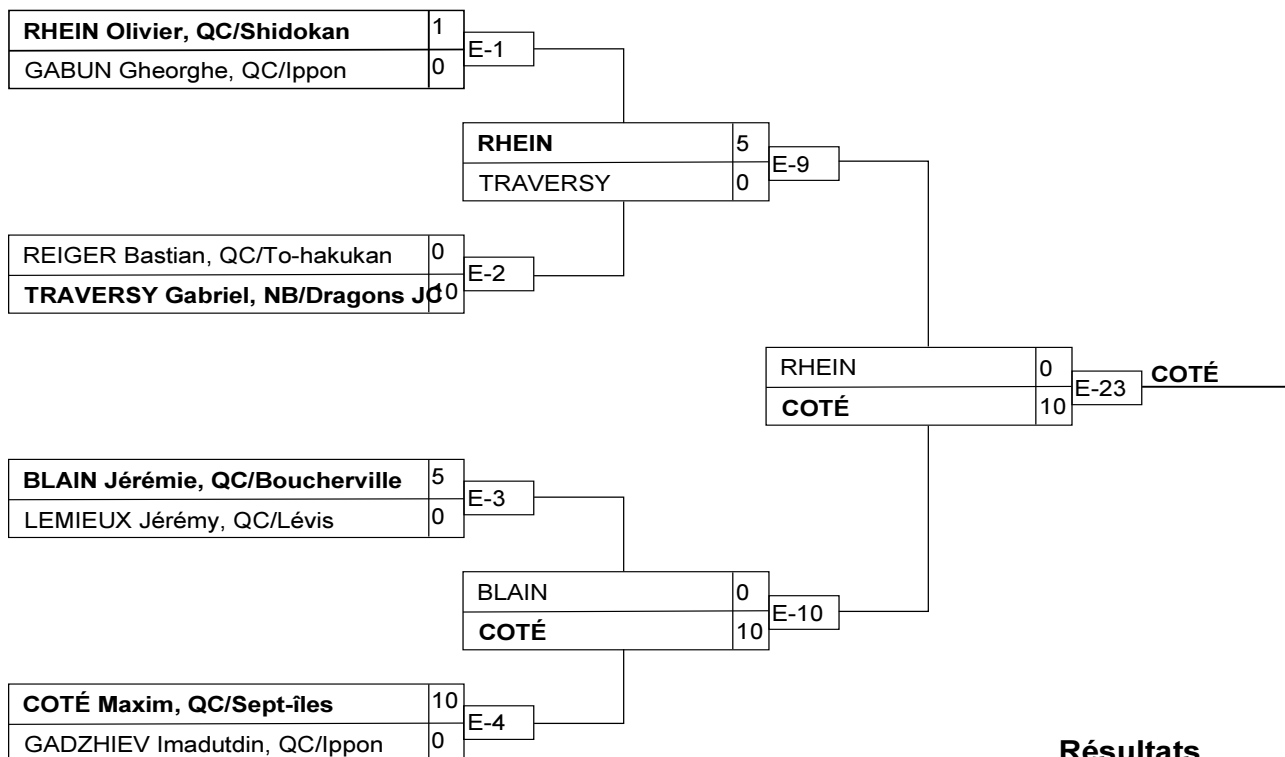 RHEIN Olivier, QC/Shidokan 1
GABUN Gheorghe, QC/Ippon 0
E-1
RHEIN 5
TRAVERSY 0
E-9
REIGER Bastian, QC/To-hakukan 0
TRAVERSY Gabriel, NB/Dragons JC 10
E-2
RHEIN 0
COTÉ 10
E-23
COTÉ
BLAIN Jérémie, QC/Boucherville 5
LEMIEUX Jérémy, QC/Lévis 0
E-3
BLAIN 0
COTÉ 10
E-10
COTÉ Maxim, QC/Sept-îles 10
GADZHIEV Imadutdin, QC/Ippon 0
E-4
Résultats